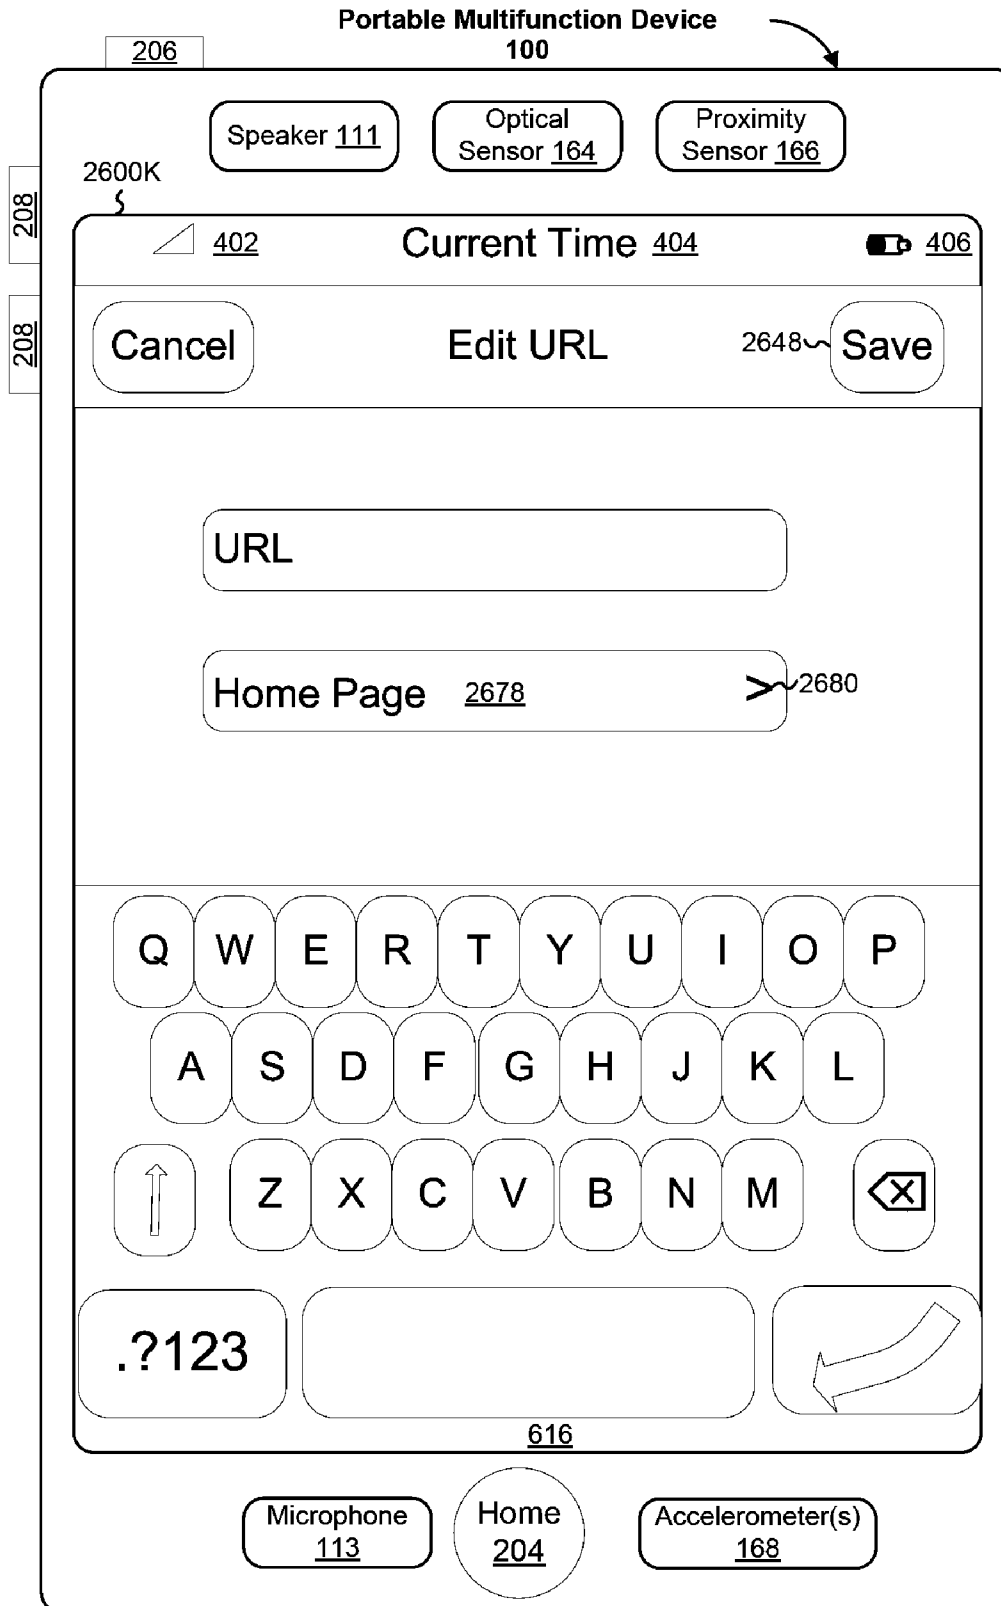 Portable Multifunction Device
100
206
Speaker 111
Optical
Sensor 164
Proximity
Sensor 166
2600K
208
402
Current Time 404
406
208
Cancel
Edit URL
2648
Save
URL
Home Page 2678
>
2680
Q W E R T Y U I O P
A S D F G H J K L
Z X C V B N M
.?123
616
Microphone
113
Home
204
Accelerometer(s)
168